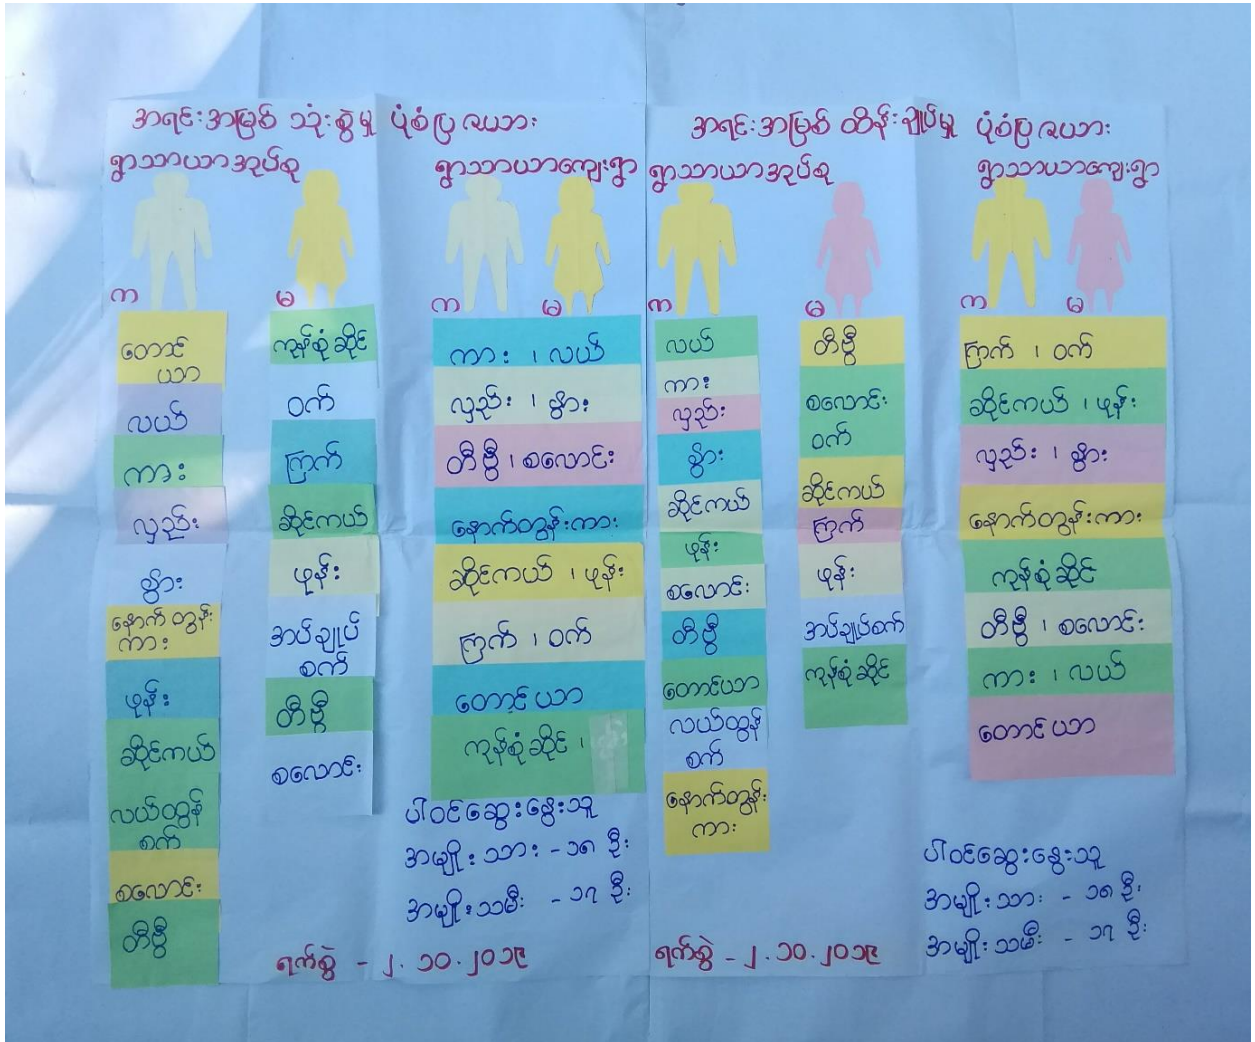 အရင်းအမြစ် သုံးစွဲမှု ပုံစံပြဇယား
ရွာသာယာအုပ်စု
ရွာသာယာကျေးရွာ
က
မ
က
မ
တောင်
ယာ
လယ်
ကား
လှည်း
နွား
နောက်တွန်း
ကား
ဖုန်း
ဆိုင်ကယ်
လယ်ထွန်
စက်
စလောင်း
တီဗွီ
ကုန်စုံဆိုင်
ဝက်
ကြက်
ဆိုင်ကယ်
ဖုန်း
အပ်ချုပ်
စက်
တီဗွီ
စလောင်း
ကား ၊ လယ်
လှည်း ၊ နွား
တီဗွီ ၊ စလောင်း
နောက်တွန်းကား
ဆိုင်ကယ် ၊ ဖုန်း
ကြက် ၊ ဝက်
တောင်ယာ
ကုန်စုံဆိုင် ၊
ပါဝင်ဆွေးနွေးသူ
အမျိုးသား - ၁၈ ဦး
အမျိုးသမီး - ၁၇ ဦး
ရက်စွဲ - ၂.၁၀.၂၀၁၉
အရင်းအမြစ် ထိန်းချုပ်မှု ပုံစံပြဇယား
ရွာသာယာအုပ်စု
ရွာသာယာကျေးရွာ
က
မ
က
မ
လယ်
ကား
လှည်း
နွား
ဆိုင်ကယ်
ဖုန်း
စလောင်း
တီဗွီ
တောင်ယာ
လယ်ထွန်
စက်
နောက်တွန်း
ကား
တီဗွီ
စလောင်း
ဝက်
ဆိုင်ကယ်
ကြက်
ဖုန်း
အပ်ချုပ်စက်
ကုန်စုံဆိုင်
ကြက် ၊ ဝက်
ဆိုင်ကယ် ၊ ဖုန်း
လှည်း ၊ နွား
နောက်တွန်းကား
ကုန်စုံဆိုင်
တီဗွီ ၊ စလောင်း
ကား ၊ လယ်
တောင်ယာ
ပါဝင်ဆွေးနွေးသူ
အမျိုးသား - ၁၈ ဦး
အမျိုးသမီး - ၁၇ ဦး
ရက်စွဲ - ၂.၁၀.၂၀၁၉